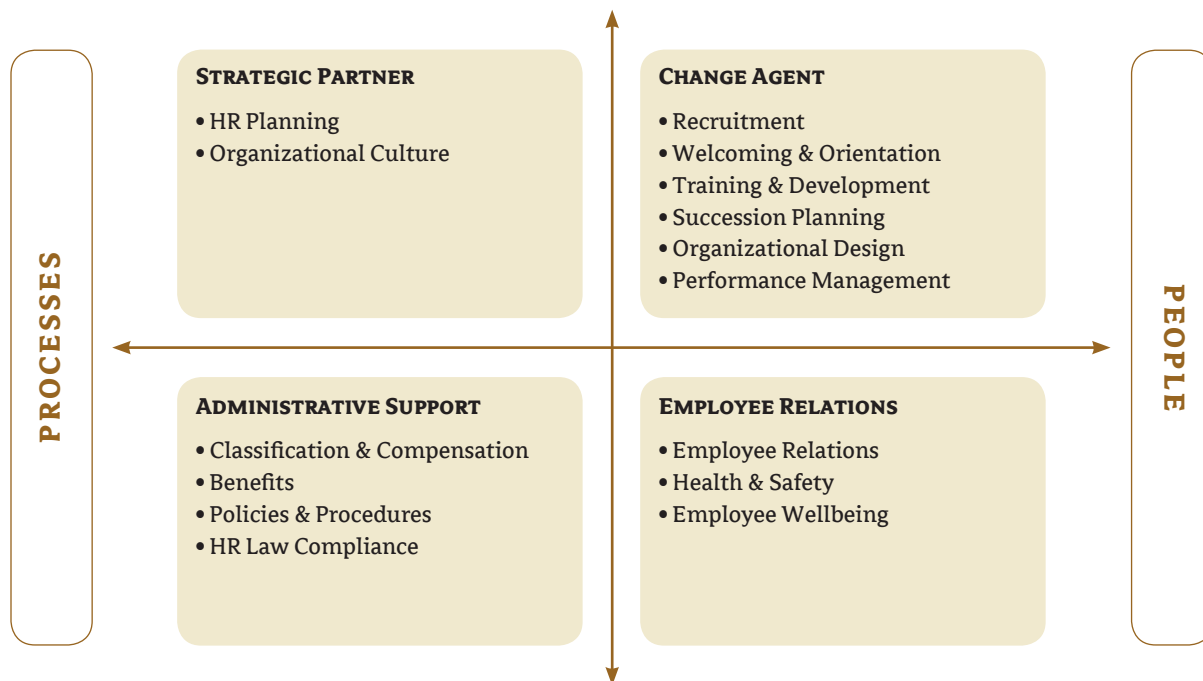 PROCESSES
STRATEGIC PARTNER
• HR Planning
• Organizational Culture
CHANGE AGENT
• Recruitment
• Welcoming & Orientation
• Training & Development
• Succession Planning
• Organizational Design
• Performance Management
ADMINISTRATIVE SUPPORT
• Classification & Compensation
• Benefits
• Policies & Procedures
• HR Law Compliance
EMPLOYEE RELATIONS
• Employee Relations
• Health & Safety
• Employee Wellbeing
PEOPLE